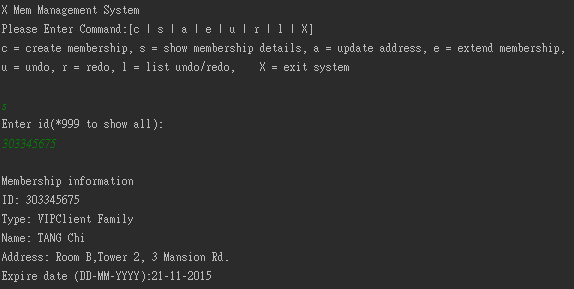 X Mem Management System
Please Enter Command:[c | s | a | e | u | r | l | X]
c = create membership, s = show membership details, a = update address, e = extend membership,
u = undo, r = redo, l = list undo/redo, X = exit system
s
Enter id(*999 to show all):
303345675
Membership information
ID: 303345675
Type: VIPClient Family
Name: TANG Chi
Address: Room B,Tower 2, 3 Mansion Rd.
Expire date (DD-MM-YYYY):21-11-2015